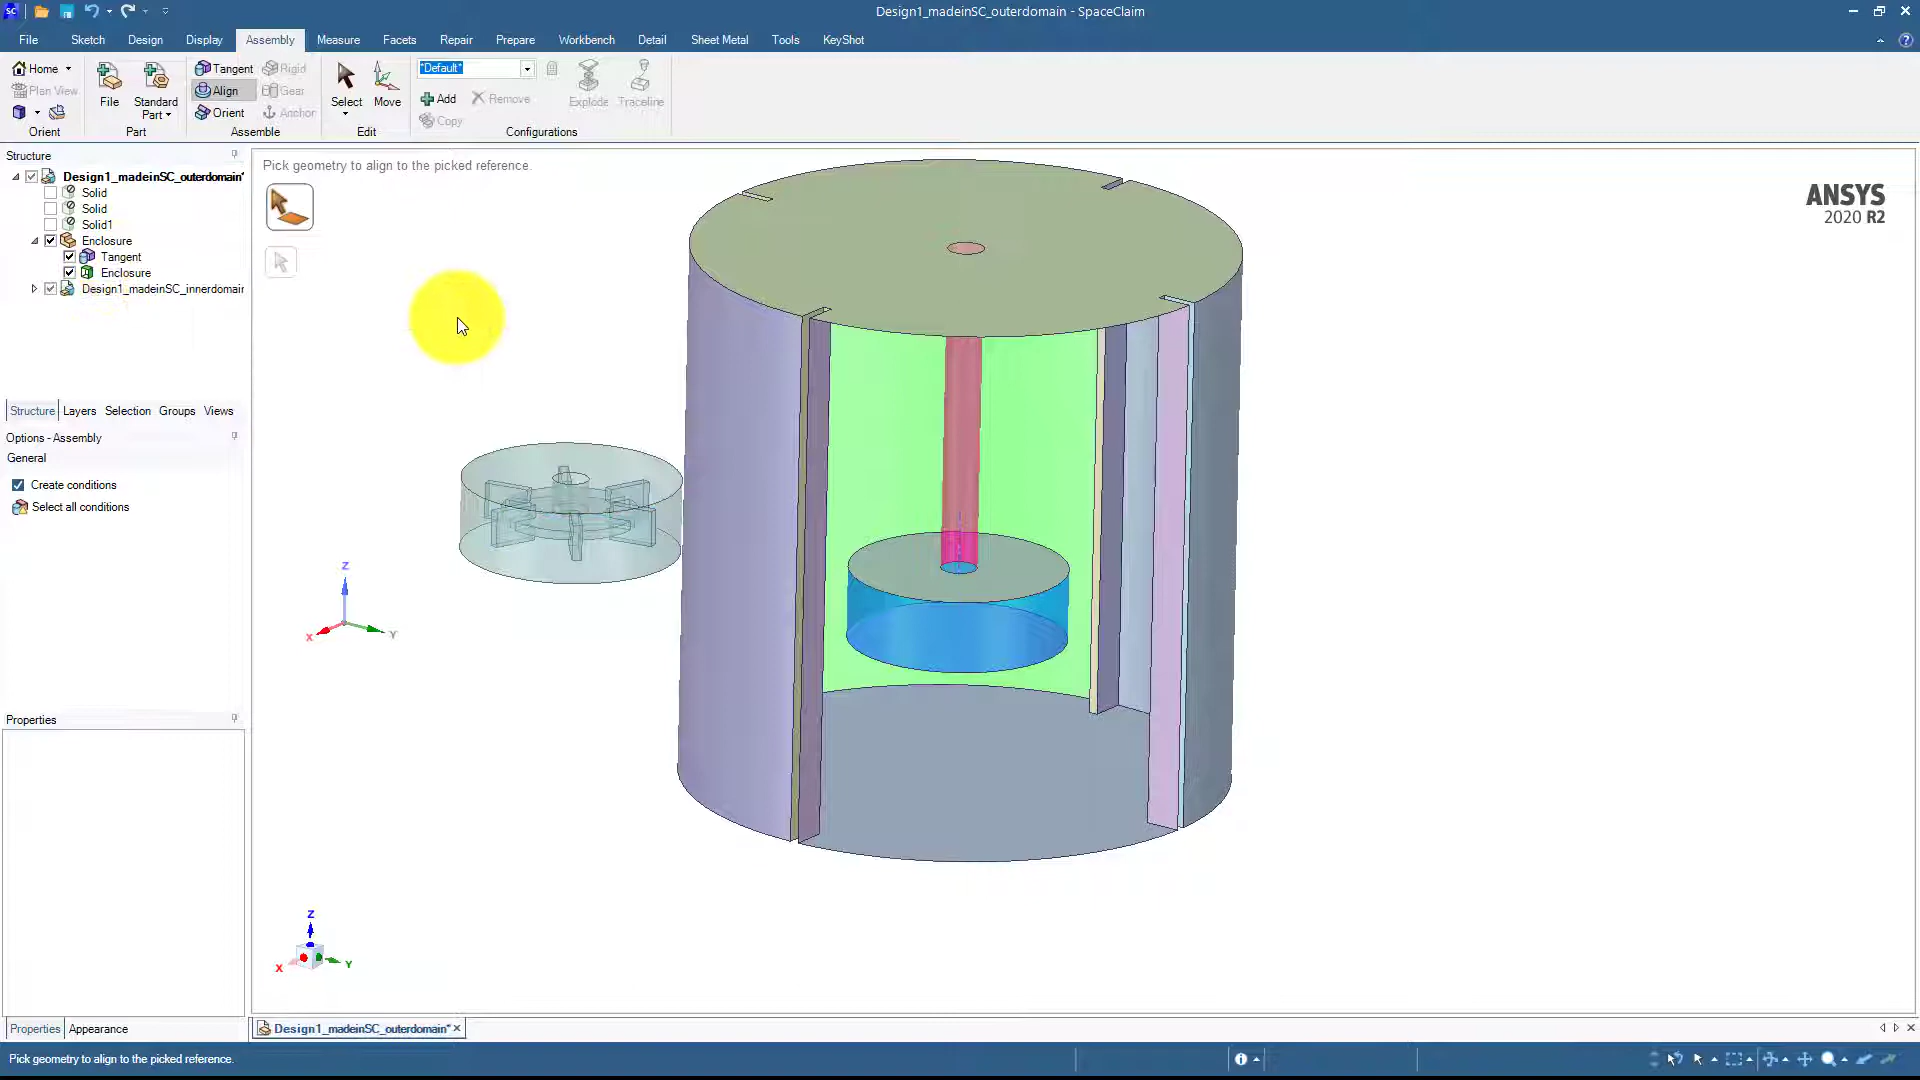 SC
Design1_madeinSC_outerdomain - SpaceClaim
File Sketch Design Display Assembly Measure Facets Repair Prepare Workbench Detail Sheet Metal Tools KeyShot
Home
Plan View
Orient
File
Standard
Part
Part
Tangent
Align
Orient
Rigid
Gear
Anchor
Assemble
Select
Move
Edit
*Default*
Add
Remove
Copy
Explode
Traceline
Configurations
Structure
Design1_madeinSC_outerdomain*
Solid
Solid
Solid1
Enclosure
Tangent
Enclosure
Design1_madeinSC_innerdomain
Structure Layers Selection Groups Views
Options - Assembly
General
Create conditions
Select all conditions
Properties
Properties Appearance
Pick geometry to align to the picked reference.
ANSYS
2020 R2
Z
X
Y
Z
X
Y
Design1_madeinSC_outerdomain*
Pick geometry to align to the picked reference.